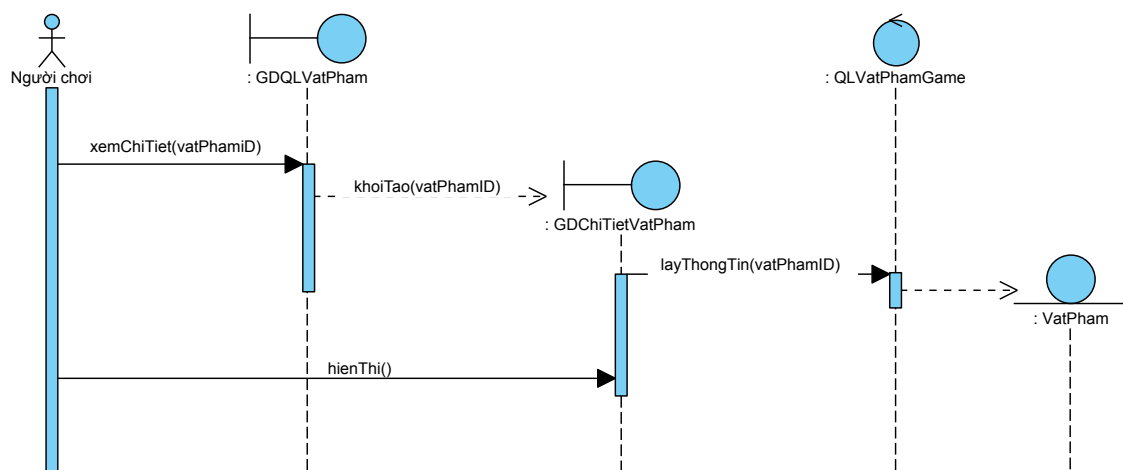 Người chơi
: GDQLVatPham
: QLVatPhamGame
xemChiTiet(vatPhamiD)
khoiTao(vatPhamID)
: GDChiTietVatPham
layThongTin(vatPhamID)
: VatPham
hienThi()